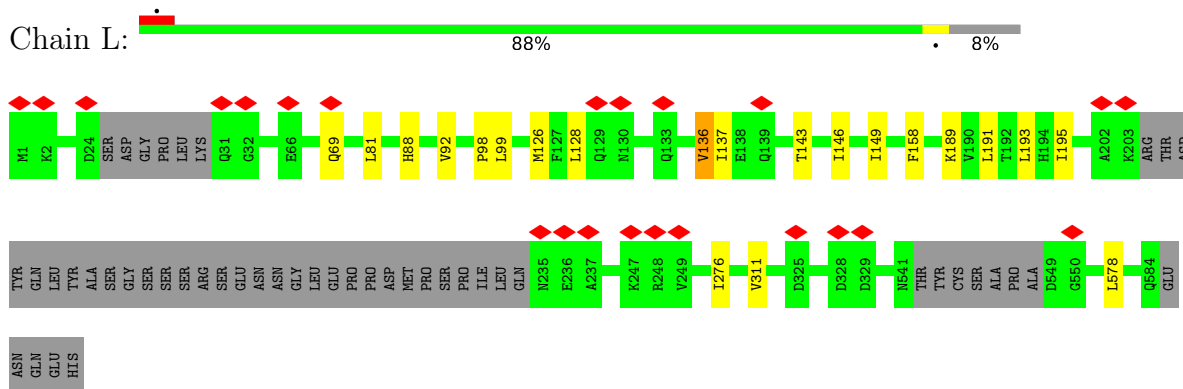 Chain L:
88% • 8%
M1 K2 D24 SER ASP GLY PRO LEU LYS Q31 G32 E66 Q69 L81 H88 V92 P98 L99 M126 F127 L128 Q129 N130 Q133 V136 I137 E138 Q139 T143 I146 I149 F158 K189 V190 L191 T192 L193 H194 I195 A202 K203 ARG THR ASP
TYR GLN LEU TYR ALA SER GLY SER SER SER ARG SER GLU ASN ASN GLY LEU GLU PRO PRO ASP MET PRO SER PRO ILE LEU GLN N235 E236 A237 K247 R248 V249 I276 V311 D325 D328 D329 N541 THR TYR CYS SER ALA PRO ALA D549 G550 L578 Q584 GLU
ASN GLN GLU HIS